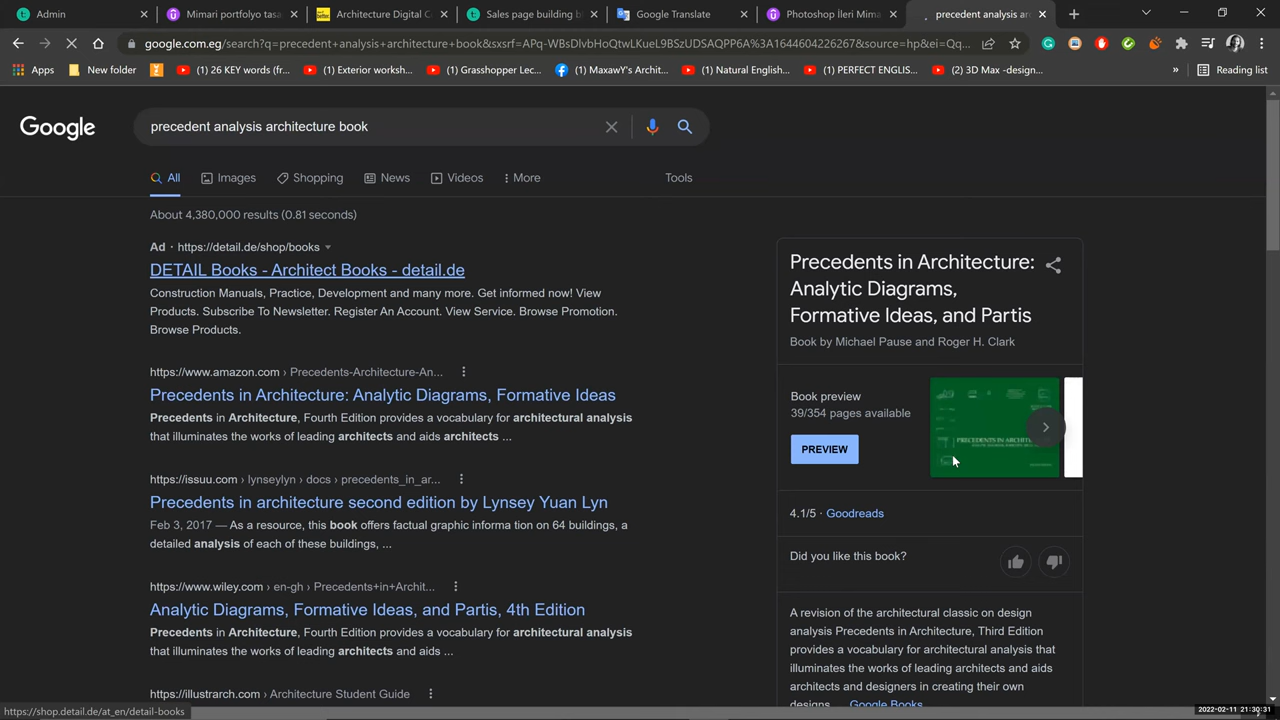 Admin
Mimari portfolyo tasa
Architecture Digital C
Sales page building b
Google Translate
Photoshop İleri Mima
precedent analysis arc
google.com.eg/search?q=precedent+analysis+architecture+book&sxsrf=APq-WBsDlvbHoQtwLKueL9BSzUDSAQPP6A%3A1644604226267&source=hp&ei=Qq...
Apps
New folder
(1) 26 KEY words (fr...
(1) Exterior worksh...
(1) Grasshopper Lec...
(1) MaxawY's Archit...
(1) Natural English...
(1) PERFECT ENGLIS...
(2) 3D Max -design...
»
Reading list
Google
precedent analysis architecture book
All
Images
Shopping
News
Videos
More
Tools
About 4,380,000 results (0.81 seconds)
Ad · https://detail.de/shop/books
DETAIL Books - Architect Books - detail.de
Construction Manuals, Practice, Development and many more. Get informed now! View
Products. Subscribe To Newsletter. Register An Account. View Service. Browse Promotion.
Browse Products.
https://www.amazon.com › Precedents-Architecture-An...
Precedents in Architecture: Analytic Diagrams, Formative Ideas
Precedents in Architecture, Fourth Edition provides a vocabulary for architectural analysis
that illuminates the works of leading architects and aids architects ...
https://issuu.com › lynseylyn › docs › precedents_in_ar...
Precedents in architecture second edition by Lynsey Yuan Lyn
Feb 3, 2017 — As a resource, this book offers factual graphic informa tion on 64 buildings, a
detailed analysis of each of these buildings, ...
https://www.wiley.com › en-gh › Precedents+in+Archit...
Analytic Diagrams, Formative Ideas, and Partis, 4th Edition
Precedents in Architecture, Fourth Edition provides a vocabulary for architectural analysis
that illuminates the works of leading architects and aids ...
https://illustrarch.com › Architecture Student Guide
Precedents in Architecture:
Analytic Diagrams,
Formative Ideas, and Partis
Book by Michael Pause and Roger H. Clark
Book preview
39/354 pages available
PREVIEW
PRECEDENTS IN ARCHITE
4.1/5 · Goodreads
Did you like this book?
A revision of the architectural classic on design
analysis Precedents in Architecture, Third Edition
provides a vocabulary for architectural analysis that
illuminates the works of leading architects and aids
architects and designers in creating their own
designs. Google Books
https://shop.detail.de/at_en/detail-books
2022-02-11 21:30:31